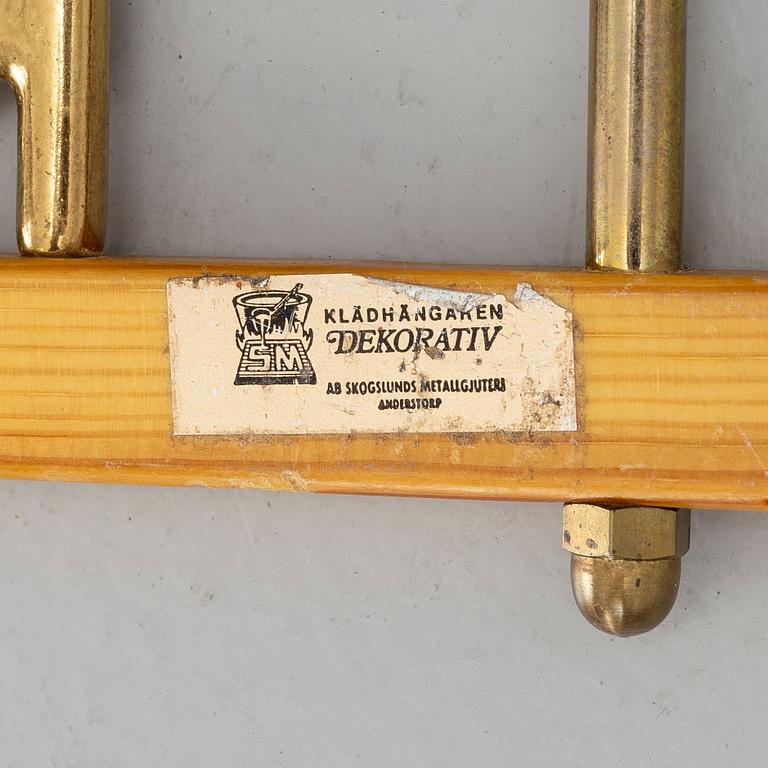 SM
KLÄDHÄNGAREN
DEKORATIV
AB SKOGSLUNDS METALLGJUTERI
ANDERSTORP